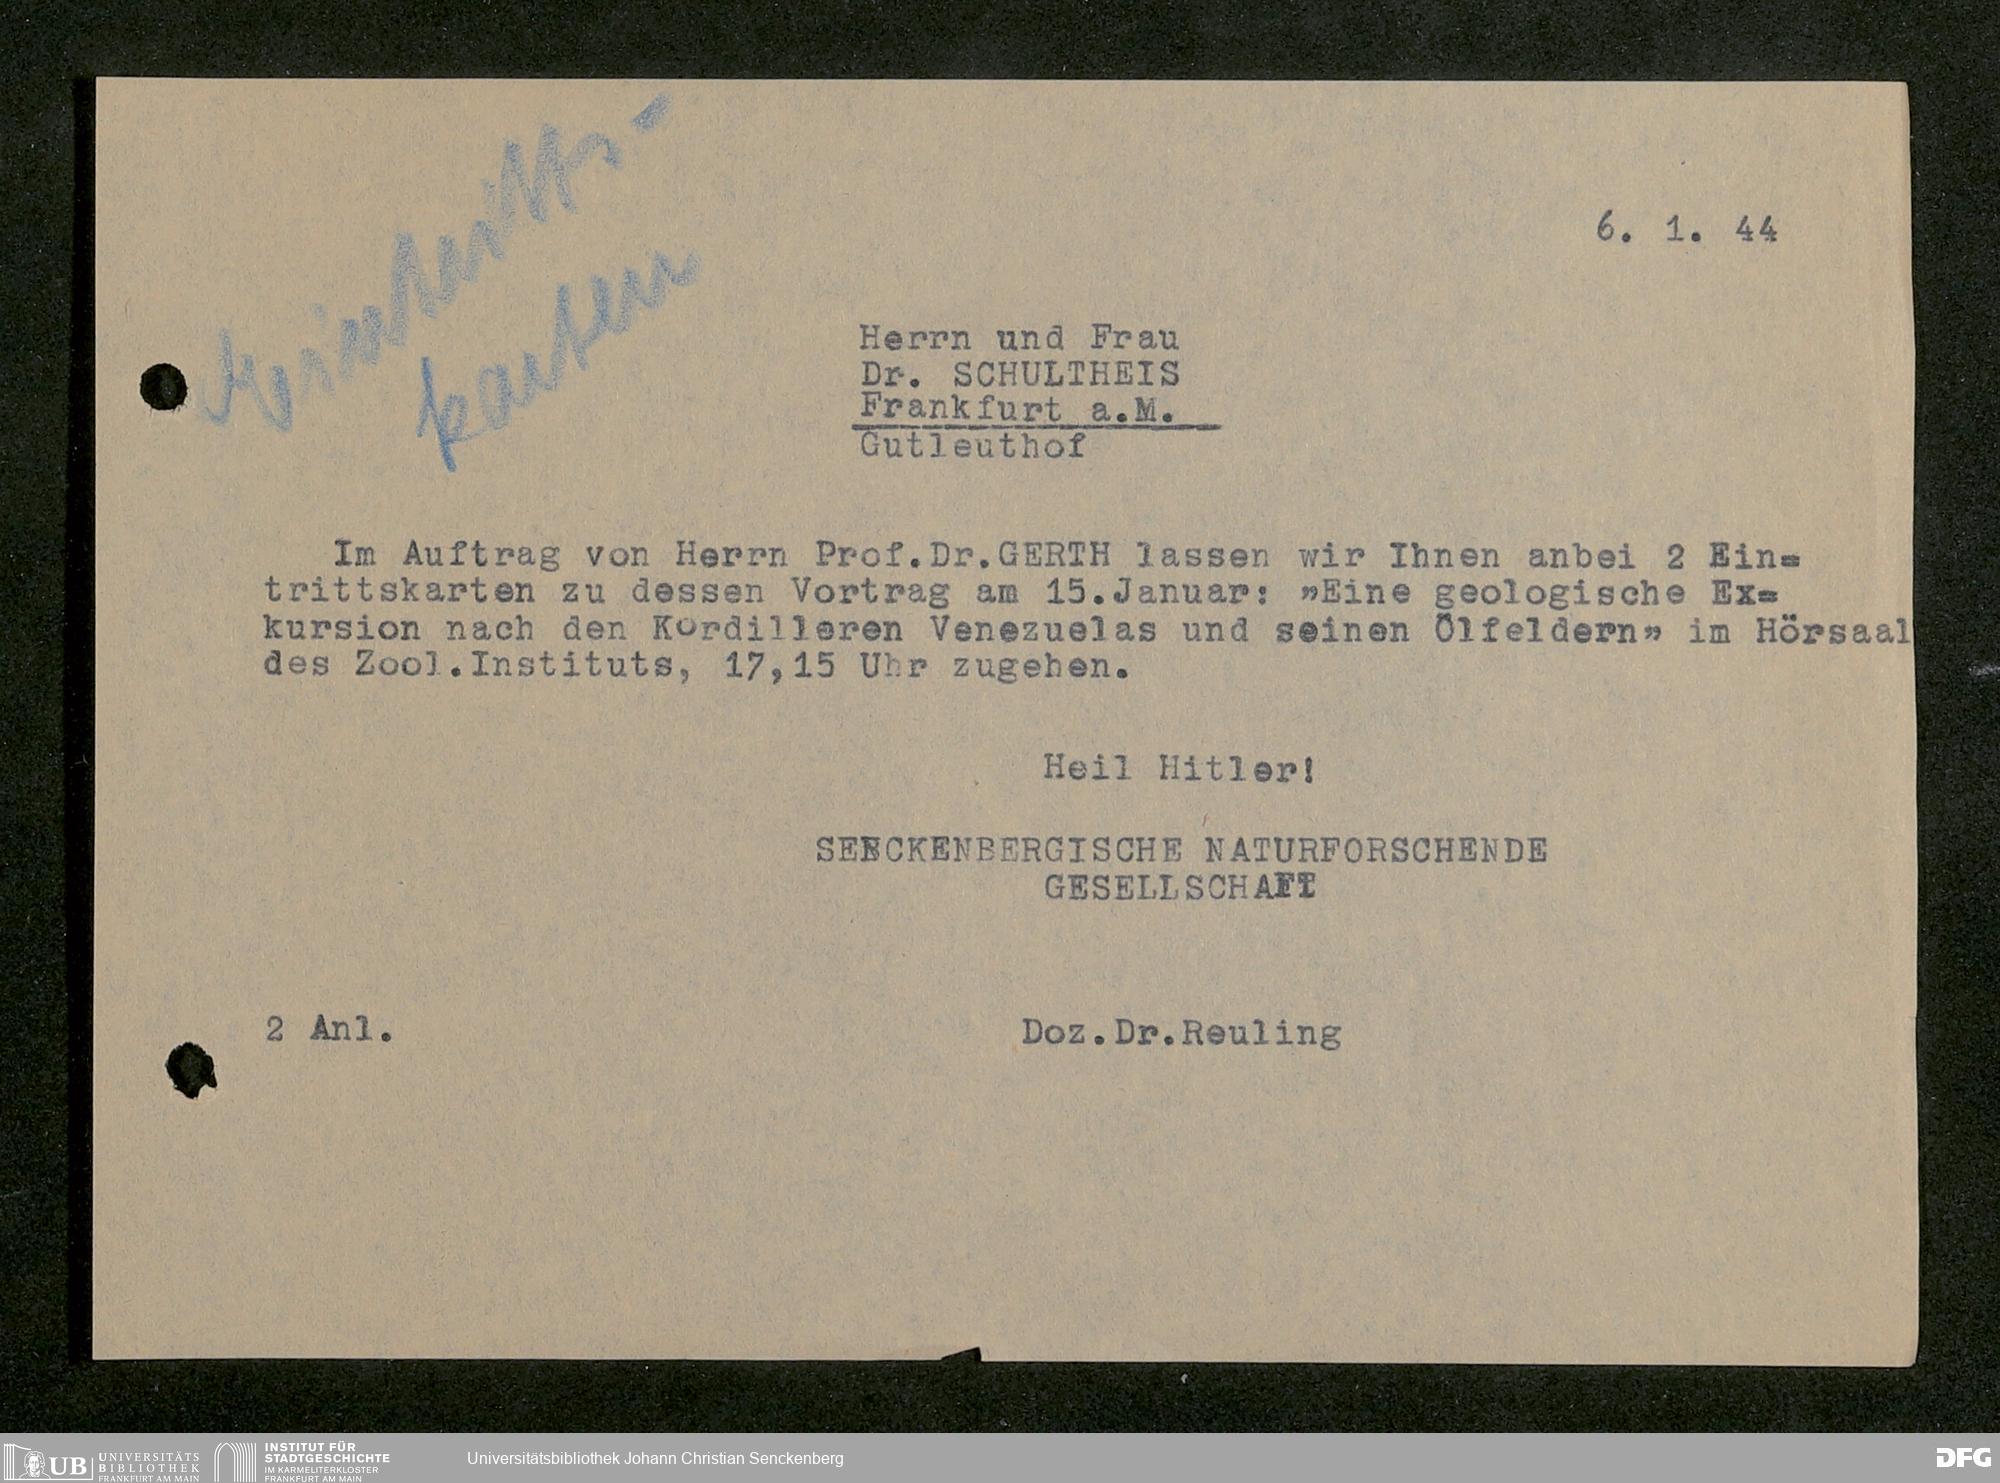 Eintritts-
karten
6. 1. 44
Herrn und Frau
Dr. SCHULTHEIS
Frankfurt a.M.
Gutleuthof
Im Auftrag von Herrn Prof.Dr.GERTH lassen wir Ihnen anbei 2 Ein=
trittskarten zu dessen Vortrag am 15.Januar: »Eine geologische Ex=
kursion nach den Kordilleren Venezuelas und seinen Ölfeldern» im Hörsaal
des Zool.Instituts, 17,15 Uhr zugehen.
Heil Hitler!
SENCKENBERGISCHE NATURFORSCHENDE
GESELLSCHAFT
2 Anl.
Doz.Dr.Reuling
UB UNIVERSITÄTS
BIBLIOTHEK
FRANKFURT AM MAIN
INSTITUT FÜR
STADTGESCHICHTE
IM KARMELITERKLOSTER
FRANKFURT AM MAIN
Universitätsbibliothek Johann Christian Senckenberg
DFG